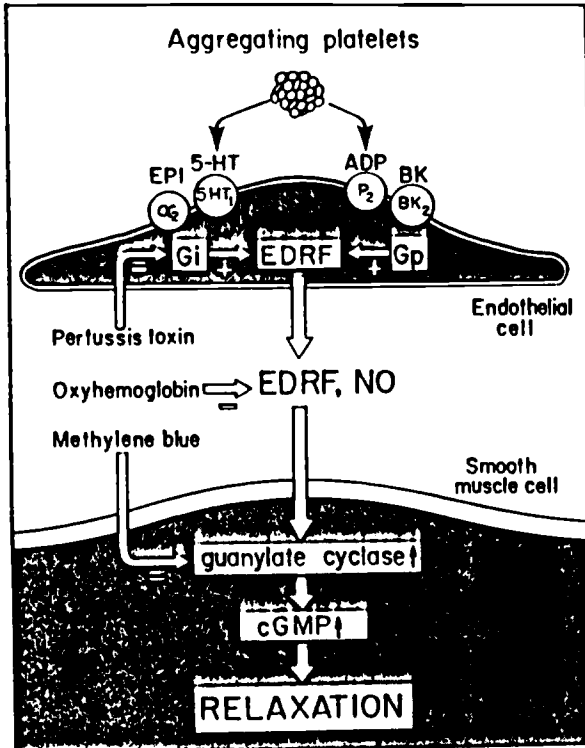 Aggregating platelets
5-HT ADP
EPI BK
5HT₁ P₂
α₂ BK₂
Gi + EDRF + Gp
=
Endothelial
cell
Pertussis toxin
Oxyhemoglobin = EDRF, NO
Methylene blue
Smooth
muscle cell
= guanylate cyclase↑
cGMP↑
RELAXATION